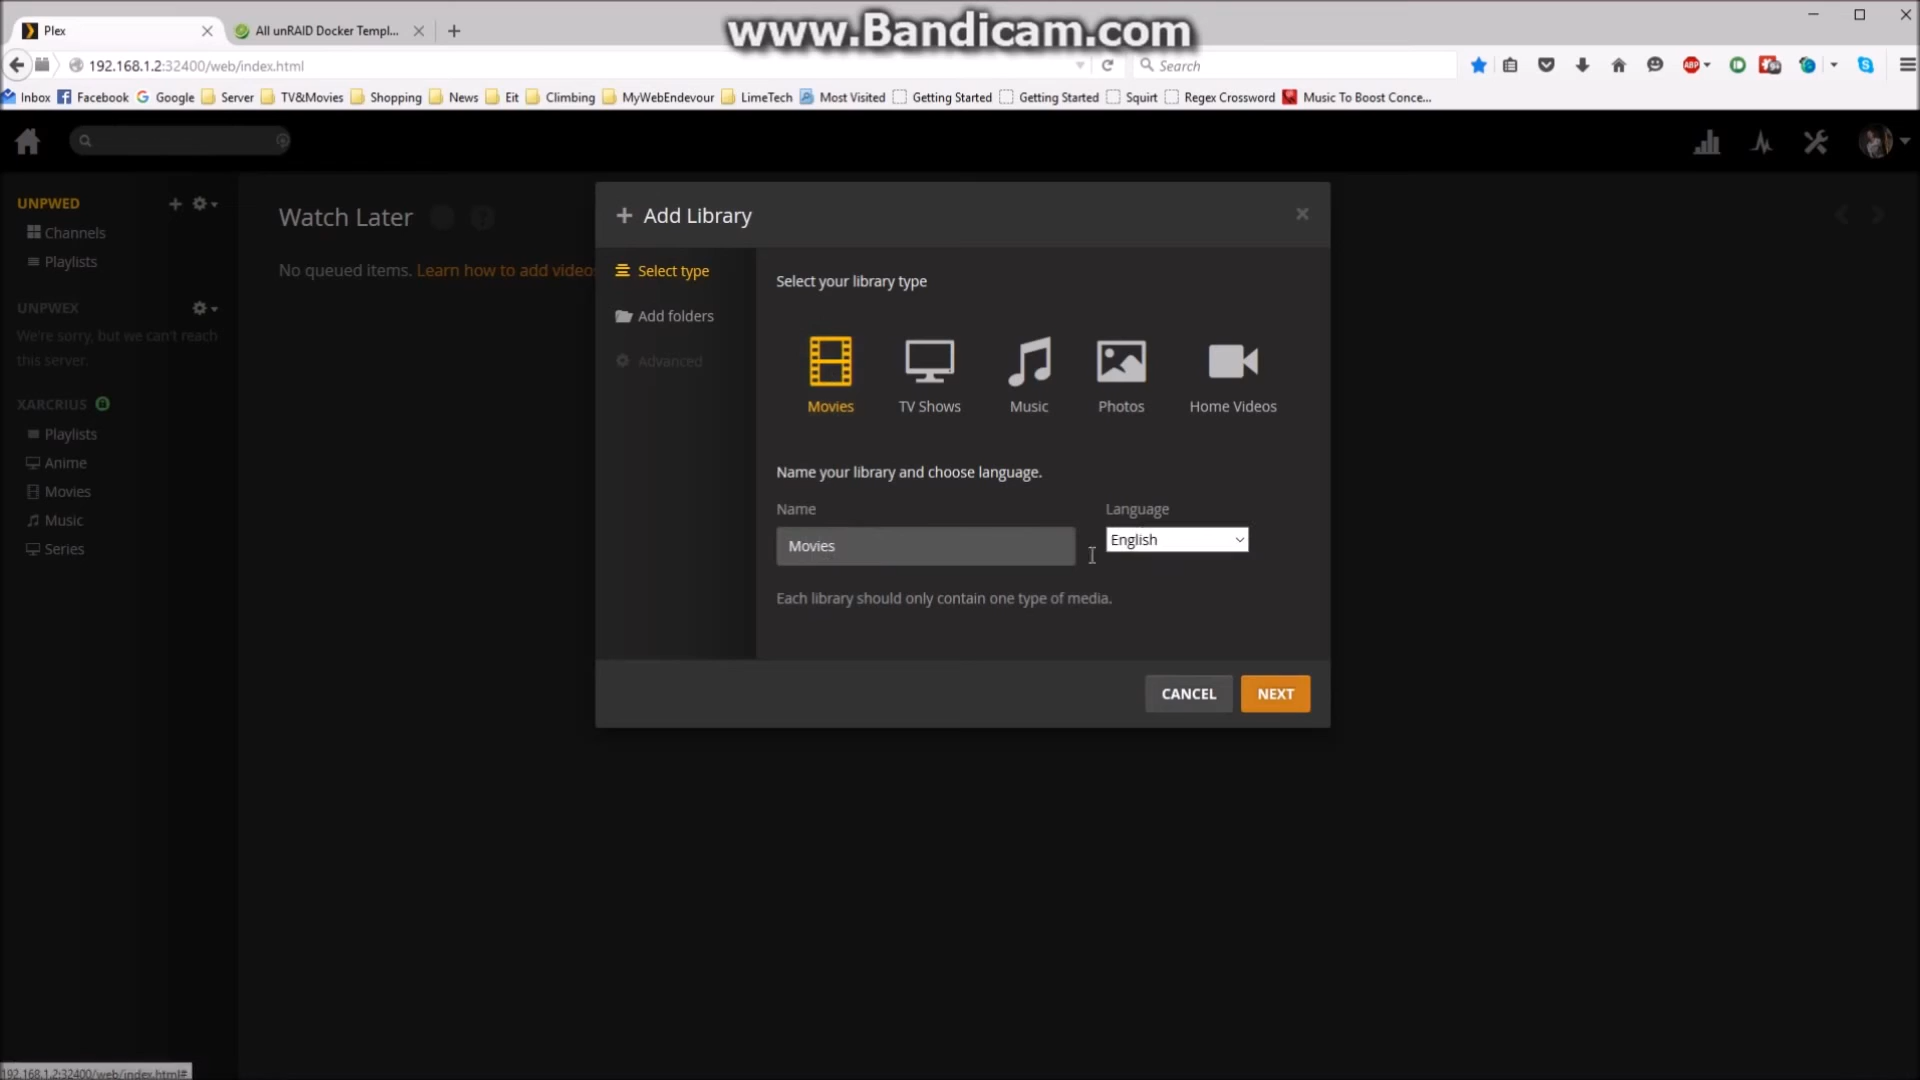 www.Bandicam.com
Plex
All unRAID Docker Templ...
192.168.1.2:32400/web/index.html
Search
Inbox Facebook Google Server TV&Movies Shopping News Eit Climbing MyWebEndevour LimeTech Most Visited Getting Started Getting Started Squirt Regex Crossword Music To Boost Conce...
UNPWED
Channels
Playlists
UNPWEX
We're sorry, but we can't reach
this server.
XARCRIUS
Playlists
Anime
Movies
Music
Series
Watch Later
No queued items. Learn how to add videos
Add Library
Select type
Add folders
Advanced
Select your library type
Movies TV Shows Music Photos Home Videos
Name your library and choose language.
Name Language
Movies English
Each library should only contain one type of media.
CANCEL NEXT
192.168.1.2:32400/web/index.html#